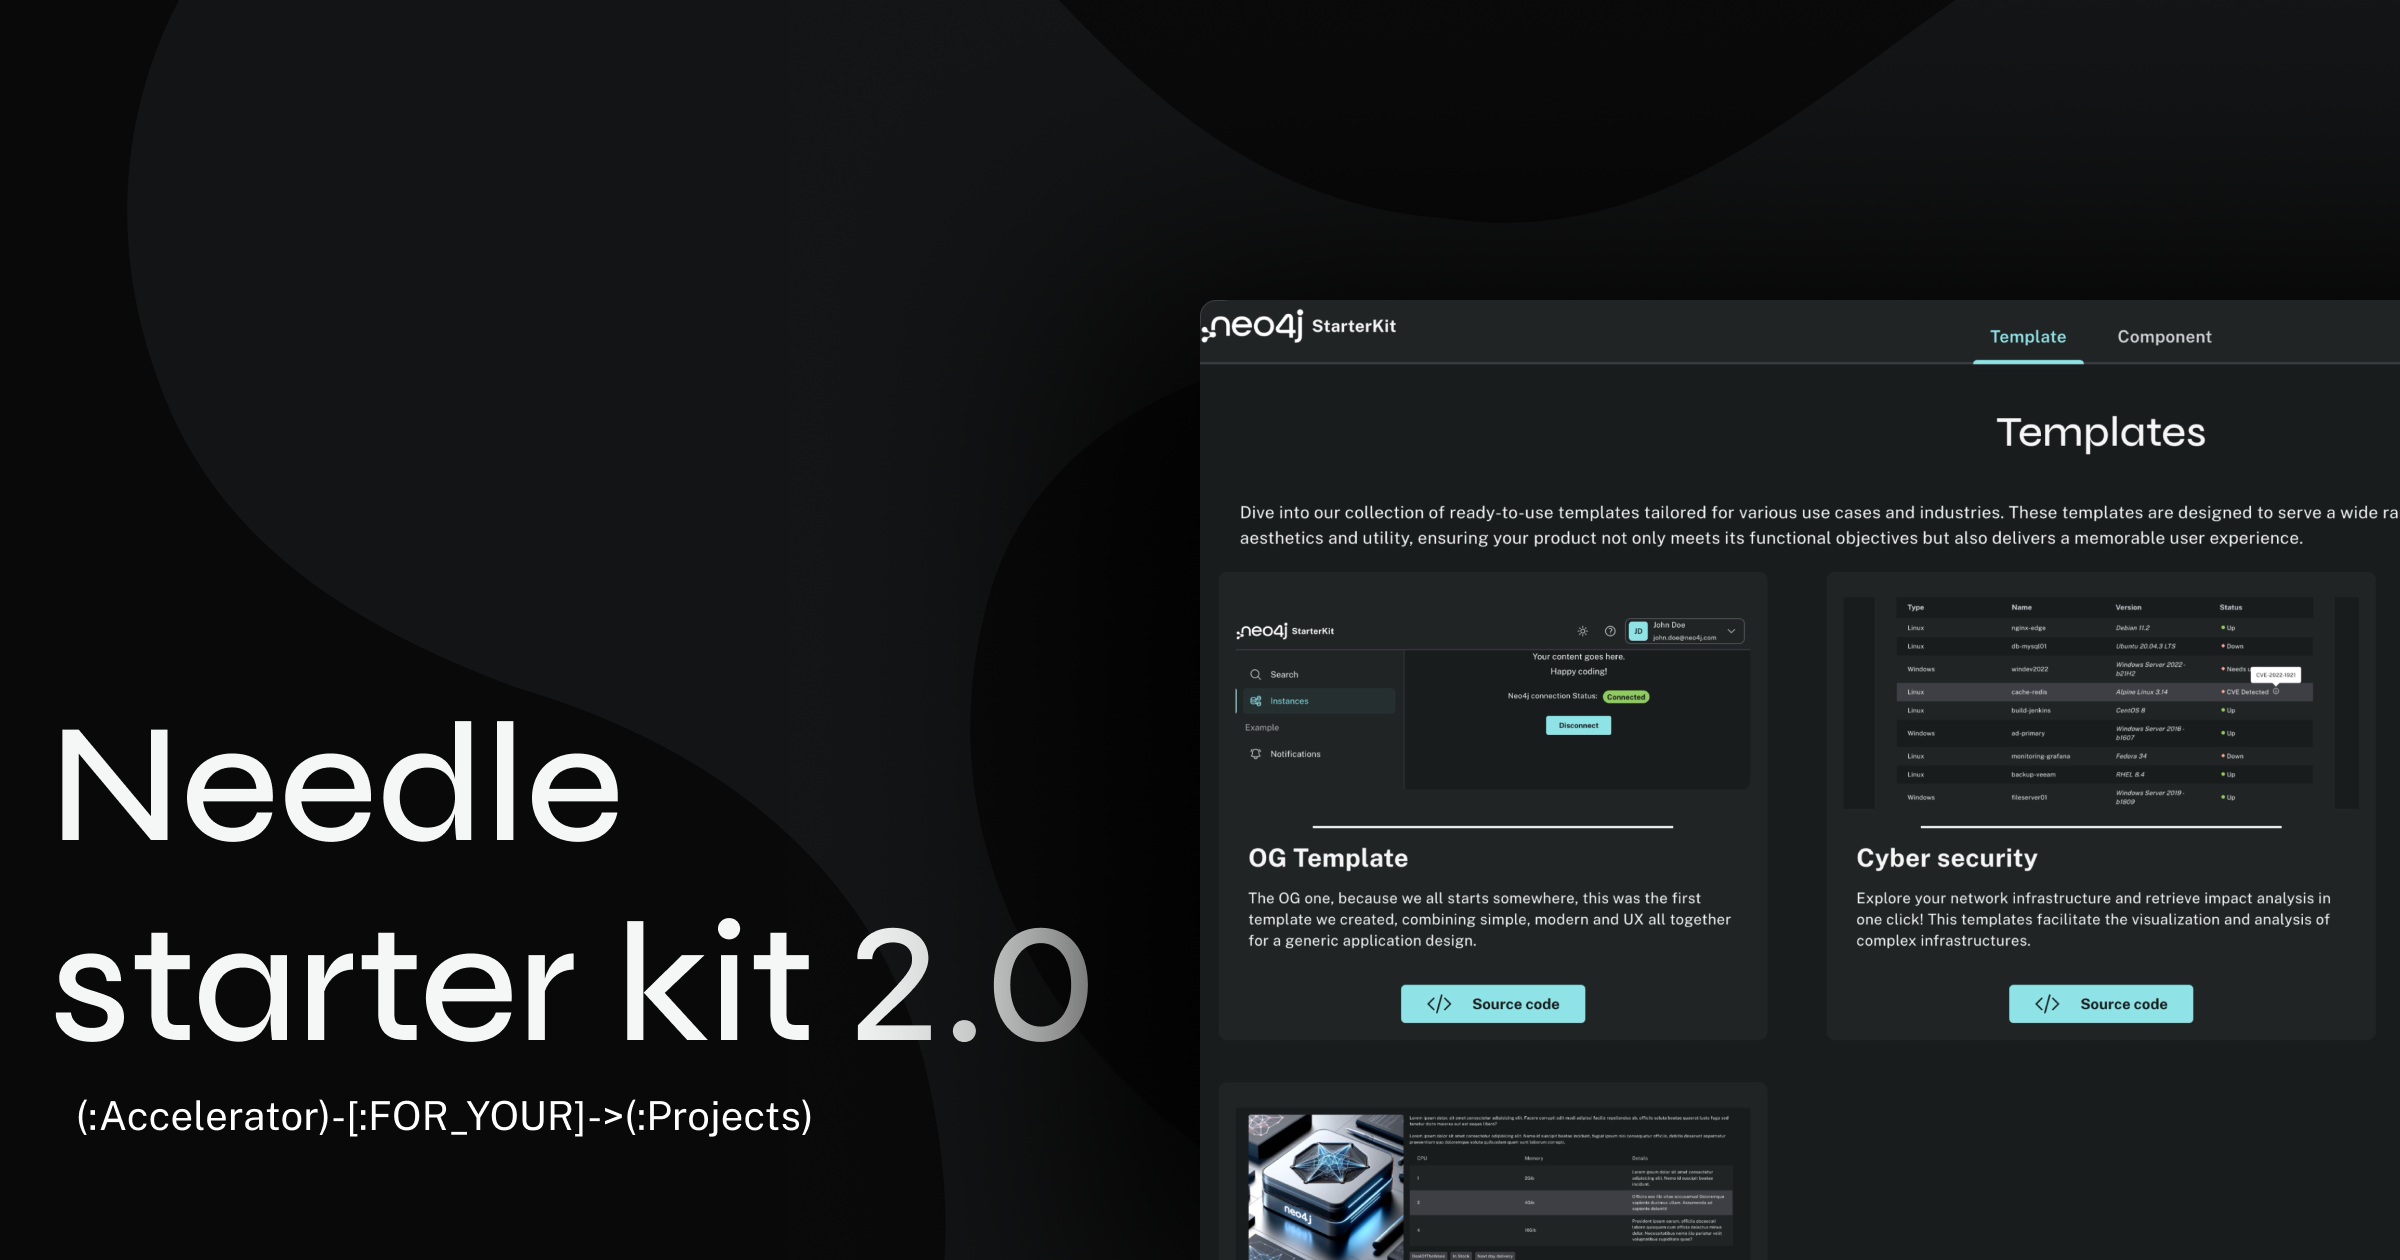 Needle
starter kit 2.0
(:Accelerator)-[:FOR_YOUR]->(:Projects)
neo4j StarterKit
Template Component
Templates
Dive into our collection of ready-to-use templates tailored for various use cases and industries. These templates are designed to serve a wide ra
aesthetics and utility, ensuring your product not only meets its functional objectives but also delivers a memorable user experience.
neo4j StarterKit
JD John Doe
john.doe@neo4j.com
Search
Instances
Example
Notifications
Your content goes here.
Happy coding!
Neo4j connection Status: Connected
Disconnect
OG Template
The OG one, because we all starts somewhere, this was the first
template we created, combining simple, modern and UX all together
for a generic application design.
</> Source code
Type Name Version Status
Linux nginx-edge Debian 11.2 Up
Linux db-mysql01 Ubuntu 20.04.3 LTS Down
Windows windev2022 Windows Server 2022 - Needs
b21H2
CVE-2022-1921
Linux cache-redis Alpine Linux 3.14 CVE Detected
Linux build-jenkins CentOS 8 Up
Windows ad-primary Windows Server 2016 - Up
b1607
Linux monitoring-grafana Fedora 34 Down
Linux backup-veeam RHEL 8.4 Up
Windows fileserver01 Windows Server 2019 - Up
b1809
Cyber security
Explore your network infrastructure and retrieve impact analysis in
one click! This templates facilitate the visualization and analysis of
complex infrastructures.
</> Source code
neo4j
CPU Memory Details